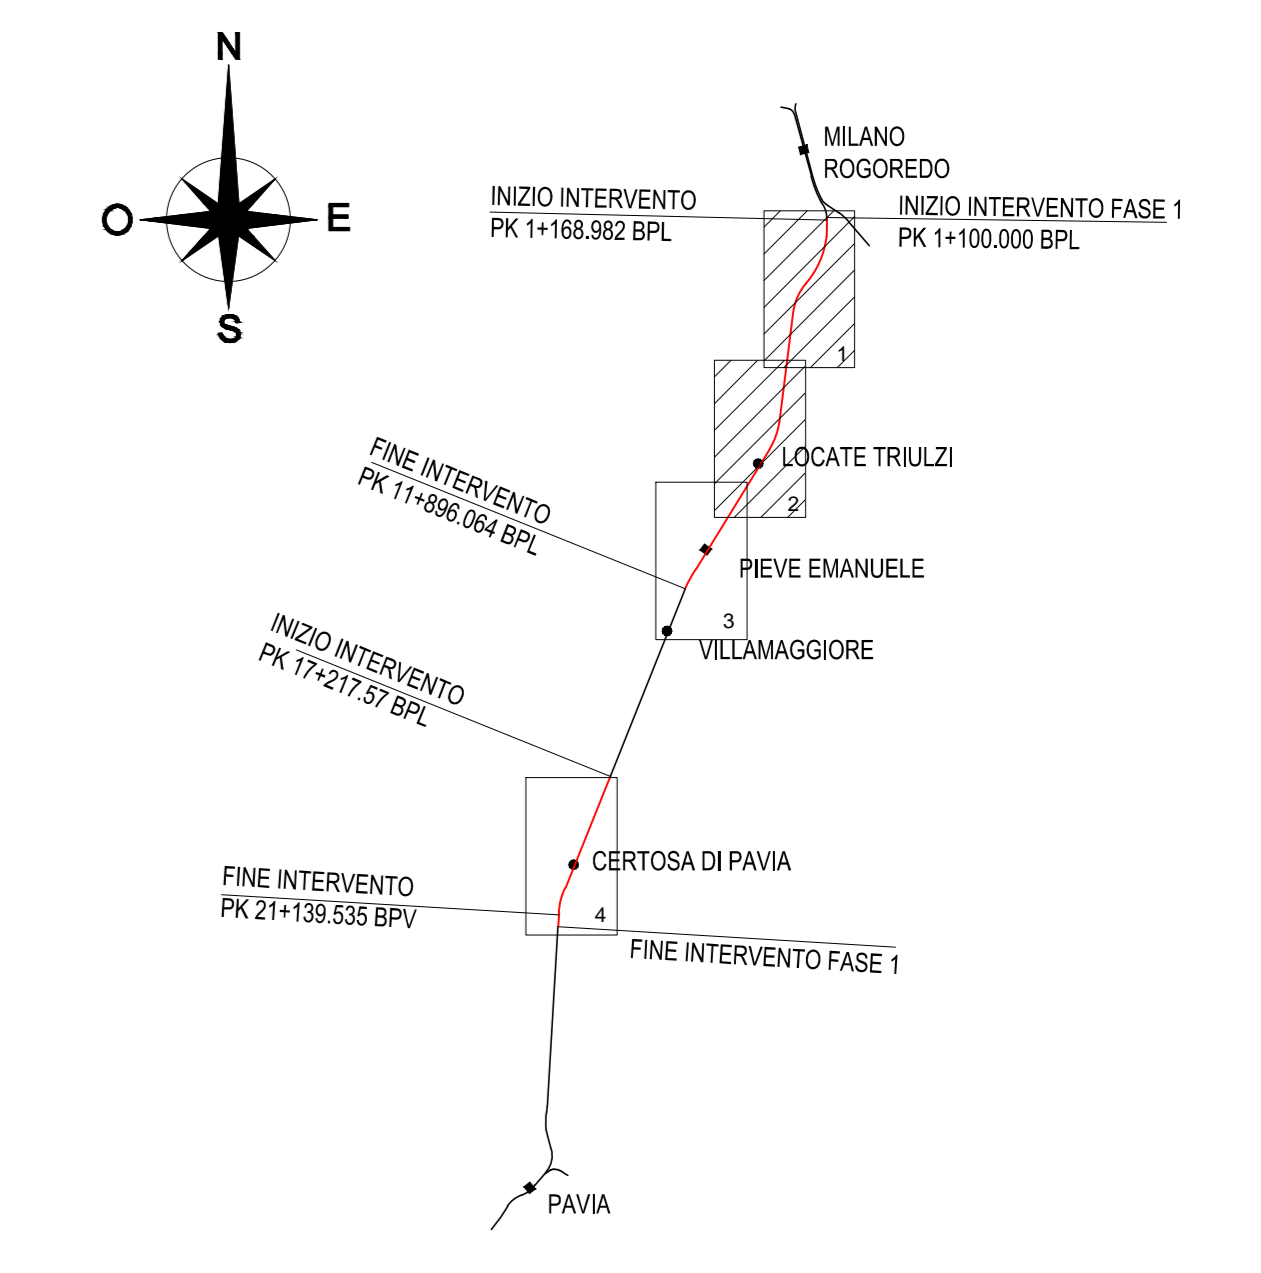 N
O
E
S
MILANO
ROGOREDO
INIZIO INTERVENTO
PK 1+168.982 BPL
INIZIO INTERVENTO FASE 1
PK 1+100.000 BPL
1
LOCATE TRIULZI
2
FINE INTERVENTO
PK 11+896.064 BPL
PIEVE EMANUELE
3
VILLAMAGGIORE
INIZIO INTERVENTO
PK 17+217.57 BPL
CERTOSA DI PAVIA
FINE INTERVENTO
PK 21+139.535 BPV
4
FINE INTERVENTO FASE 1
PAVIA